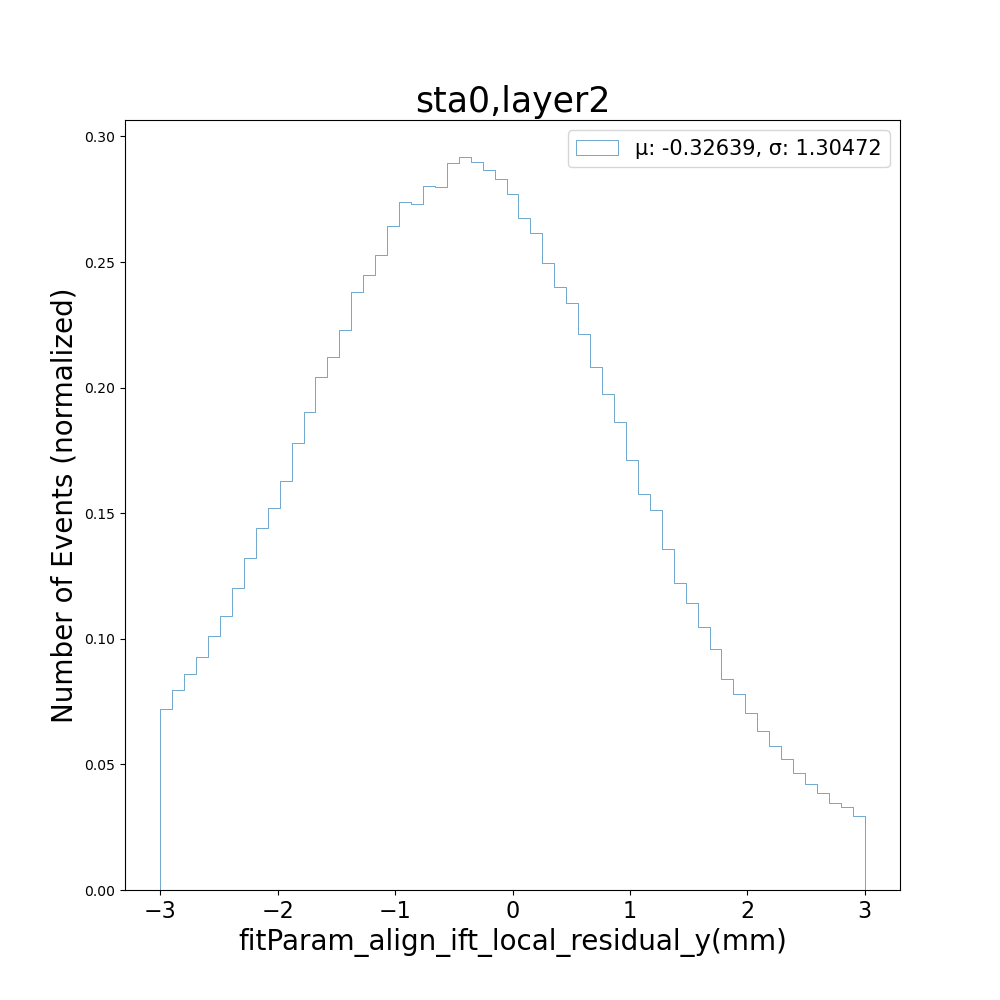 sta0,layer2
μ: -0.32639, σ: 1.30472
Number of Events (normalized)
0.30
0.25
0.20
0.15
0.10
0.05
0.00
−3 −2 −1 0 1 2 3
fitParam_align_ift_local_residual_y(mm)